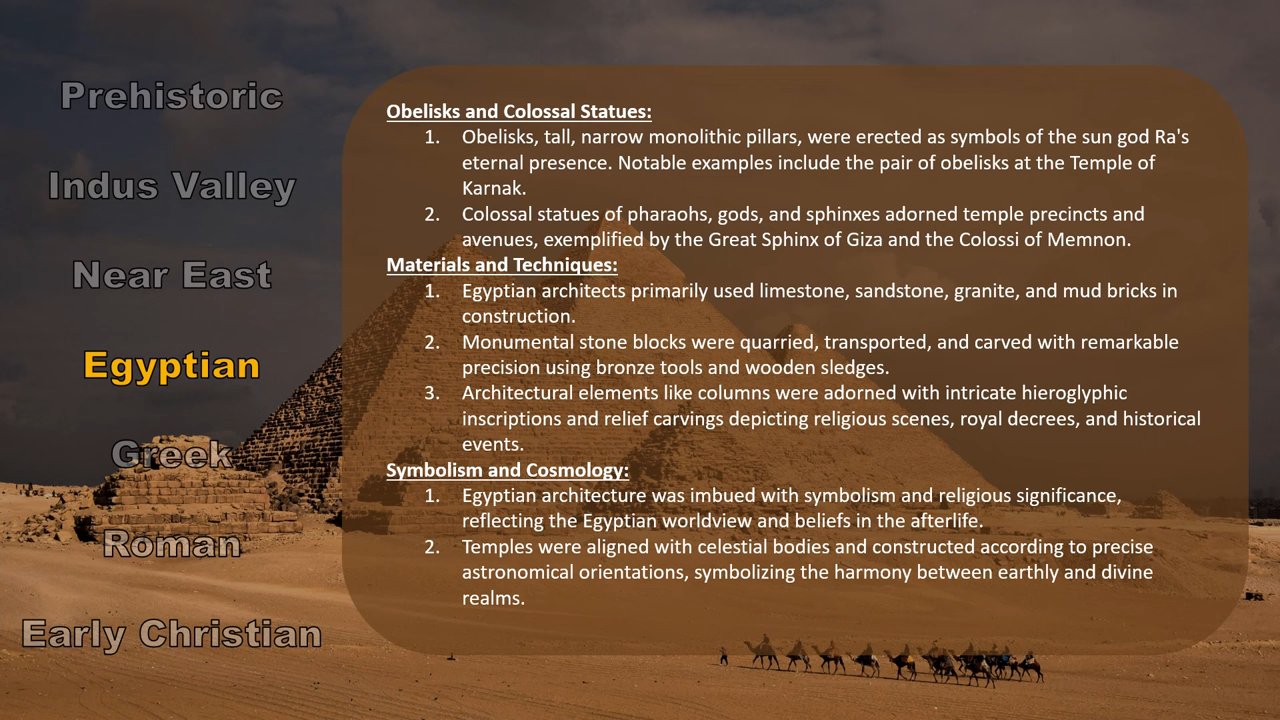 Prehistoric
Indus Valley
Near East
Egyptian
Greek
Roman
Early Christian
Obelisks and Colossal Statues:
1. Obelisks, tall, narrow monolithic pillars, were erected as symbols of the sun god Ra's
eternal presence. Notable examples include the pair of obelisks at the Temple of
Karnak.
2. Colossal statues of pharaohs, gods, and sphinxes adorned temple precincts and
avenues, exemplified by the Great Sphinx of Giza and the Colossi of Memnon.
Materials and Techniques:
1. Egyptian architects primarily used limestone, sandstone, granite, and mud bricks in
construction.
2. Monumental stone blocks were quarried, transported, and carved with remarkable
precision using bronze tools and wooden sledges.
3. Architectural elements like columns were adorned with intricate hieroglyphic
inscriptions and relief carvings depicting religious scenes, royal decrees, and historical
events.
Symbolism and Cosmology:
1. Egyptian architecture was imbued with symbolism and religious significance,
reflecting the Egyptian worldview and beliefs in the afterlife.
2. Temples were aligned with celestial bodies and constructed according to precise
astronomical orientations, symbolizing the harmony between earthly and divine
realms.